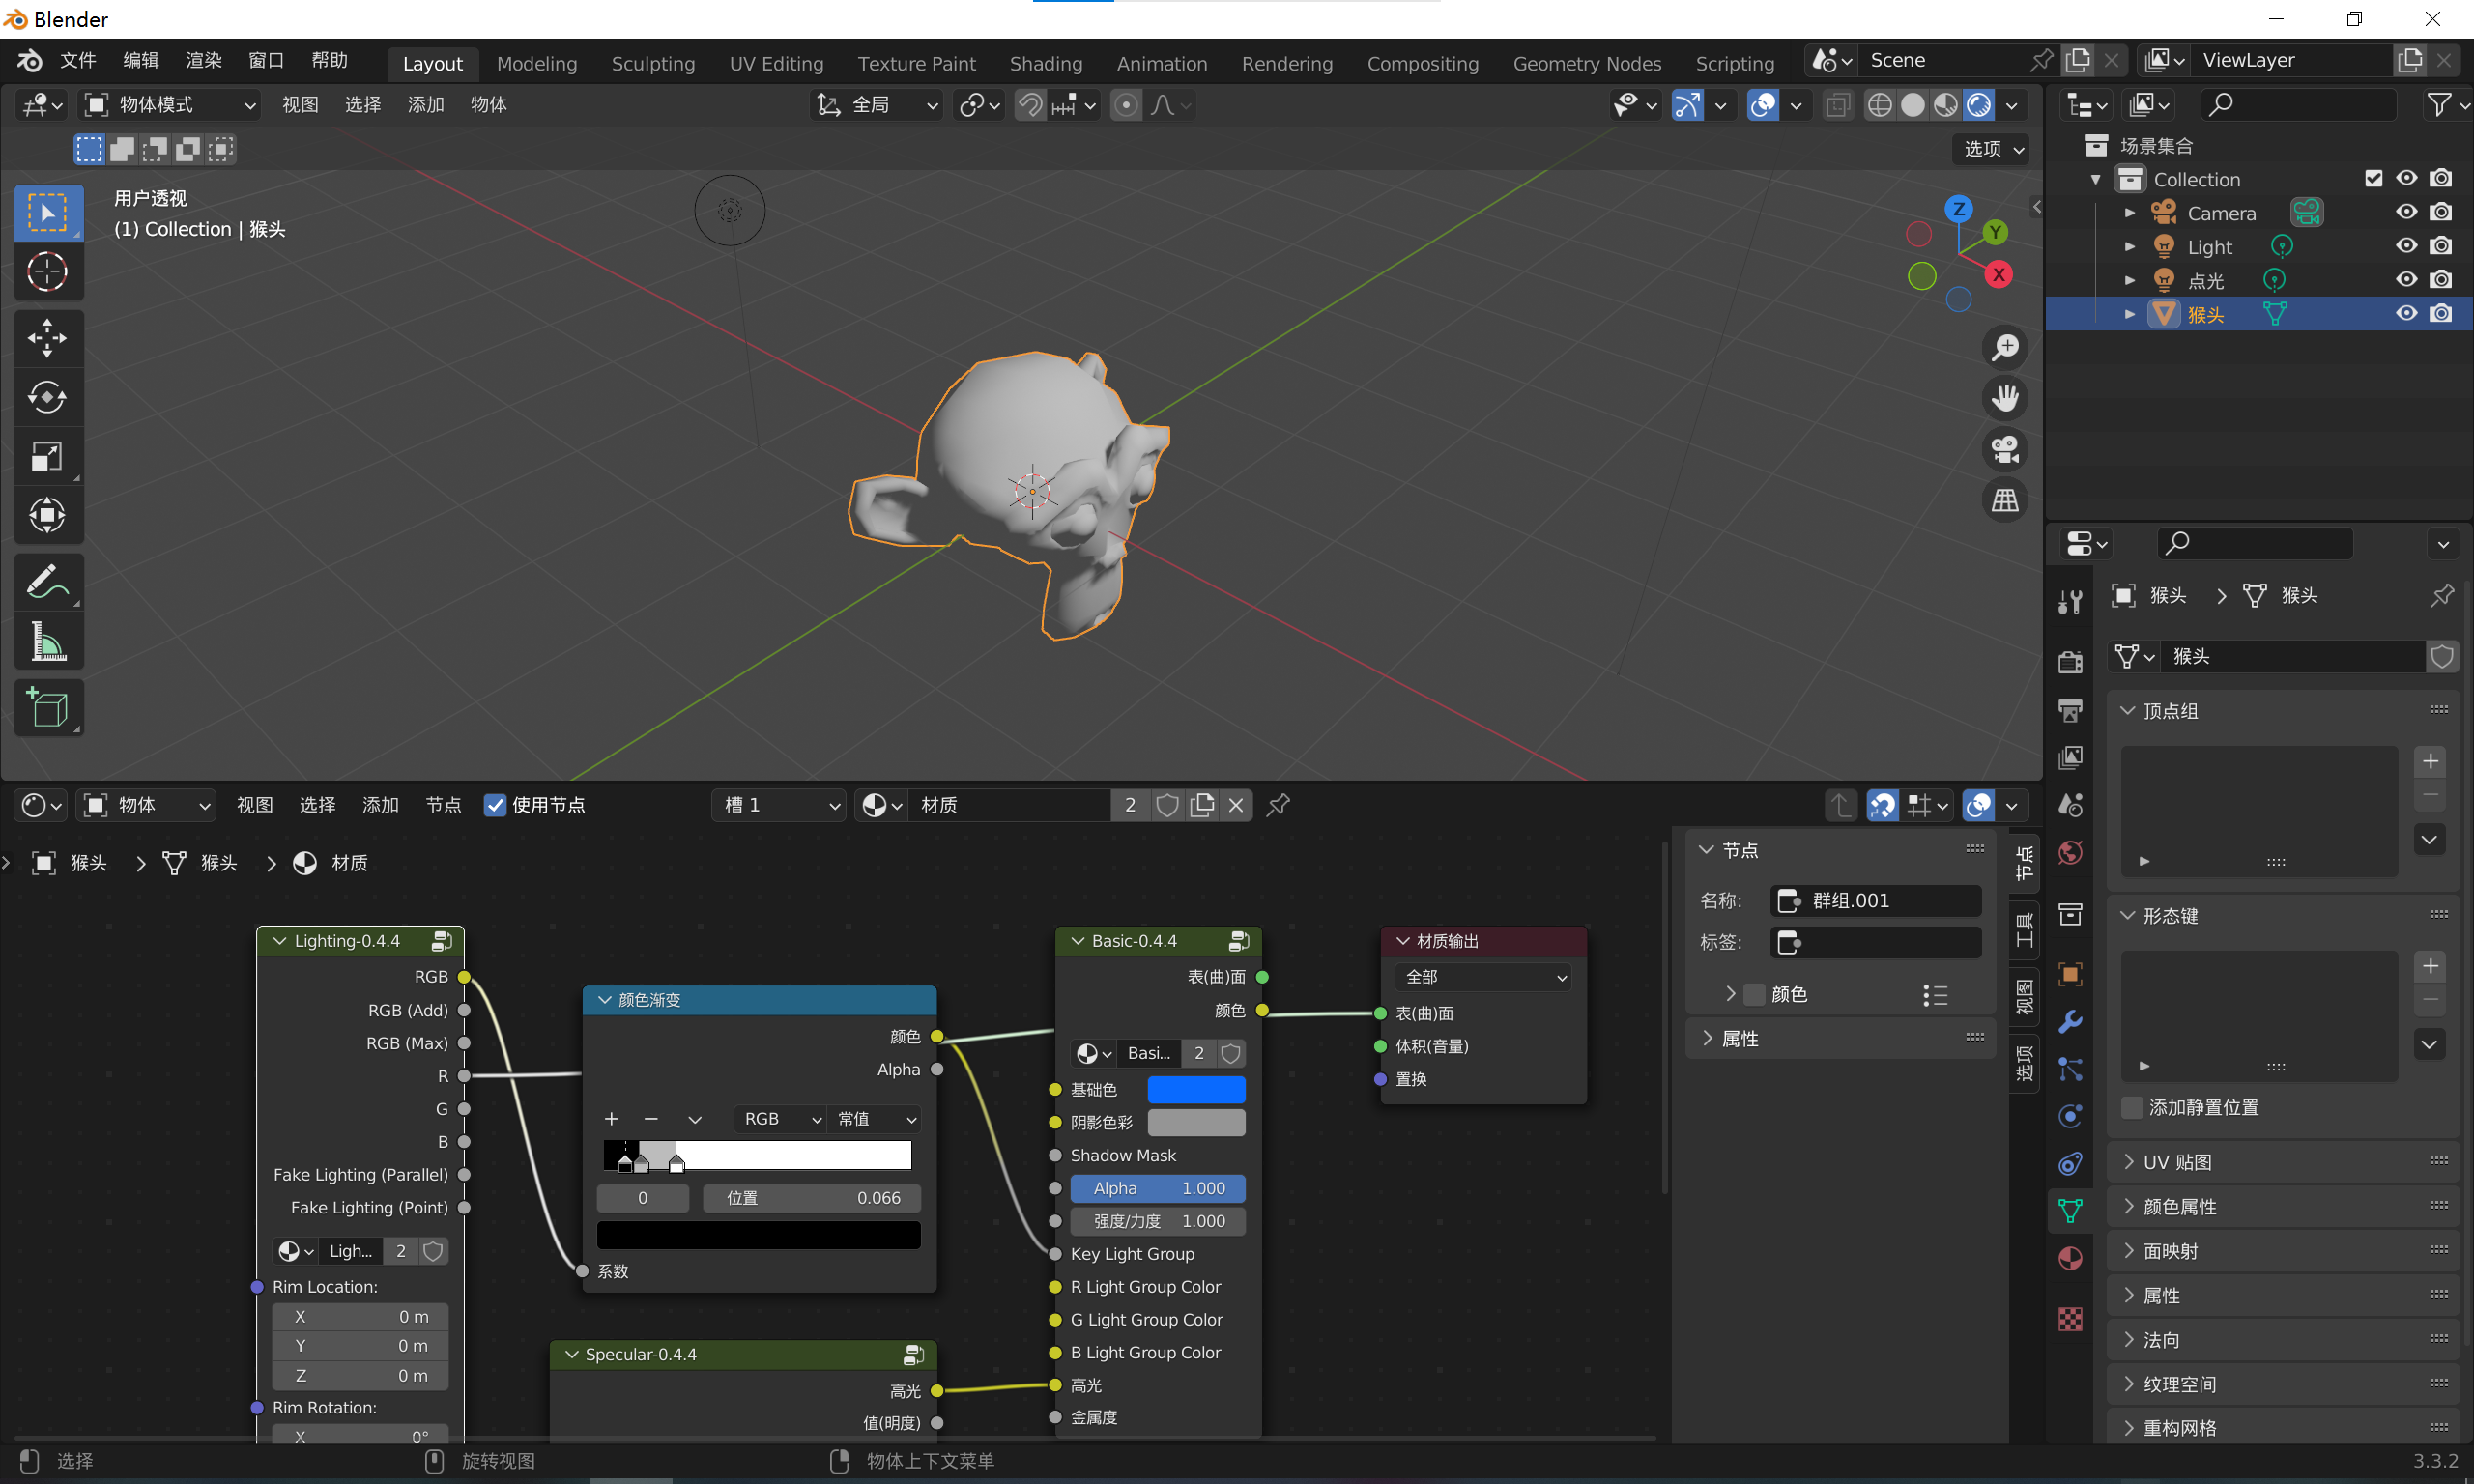 Blender
文件 编辑 渲染 窗口 帮助 Layout Modeling Sculpting UV Editing Texture Paint Shading Animation Rendering Compositing Geometry Nodes Scripting Scene ViewLayer
物体模式 视图 选择 添加 物体 全局
选项
用户透视
(1) Collection | 猴头
Z
Y
X
场景集合
Collection
Camera
Light
点光
猴头
猴头 猴头
猴头
顶点组
形态键
添加静置位置
UV 贴图
颜色属性
面映射
属性
法向
纹理空间
重构网格
物体 视图 选择 添加 节点 使用节点 槽 1 材质 2
猴头 猴头 材质
Lighting-0.4.4
RGB
RGB (Add)
RGB (Max)
R
G
B
Fake Lighting (Parallel)
Fake Lighting (Point)
Ligh... 2
Rim Location:
X 0 m
Y 0 m
Z 0 m
Rim Rotation:
X 0°
颜色渐变
颜色
Alpha
RGB 常值
0 位置 0.066
系数
Specular-0.4.4
高光
值(明度)
Basic-0.4.4
表(曲)面
颜色
Basi... 2
基础色
阴影色彩
Shadow Mask
Alpha 1.000
强度/力度 1.000
Key Light Group
R Light Group Color
G Light Group Color
B Light Group Color
高光
金属度
材质输出
全部
表(曲)面
体积(音量)
置换
节点
名称: 群组.001
标签:
颜色
属性
节点
工具
视图
选项
选择 旋转视图 物体上下文菜单 3.3.2